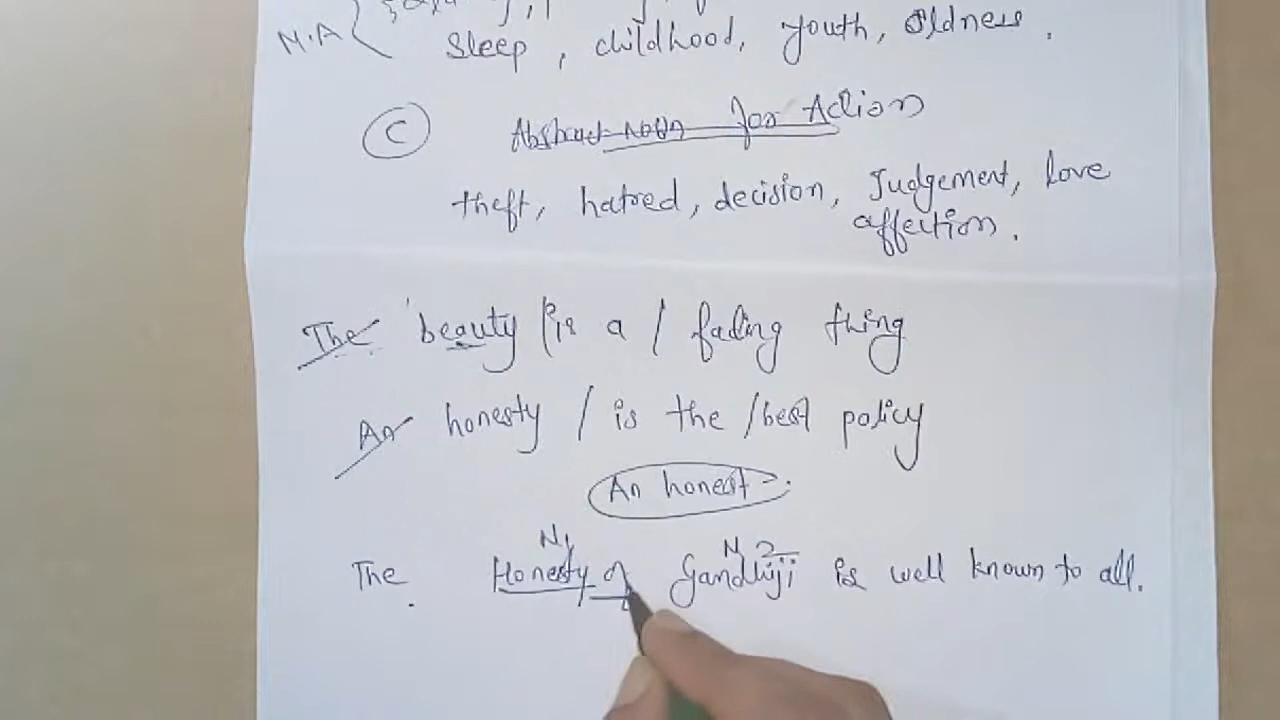 M.A
Sleep, childhood, youth, Oldness.
C Abstract noun for Action
theft, hatred, decision, Judgement, love
affection.
The beauty / is a / fading thing
An honesty / is the / best policy
An honest -.
N1 N2
The Honesty of Gandhiji is well known to all.